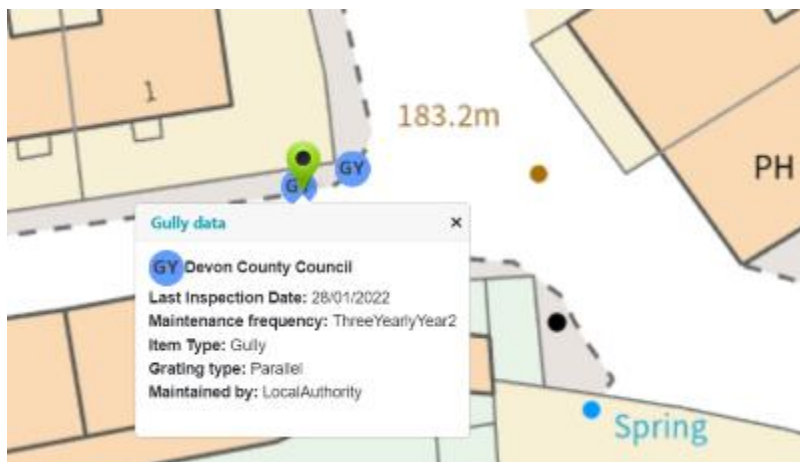 1
183.2m
GY
GY
PH
Gully data ×
GY Devon County Council
Last Inspection Date: 28/01/2022
Maintenance frequency: ThreeYearlyYear2
Item Type: Gully
Grating type: Parallel
Maintained by: LocalAuthority
Spring